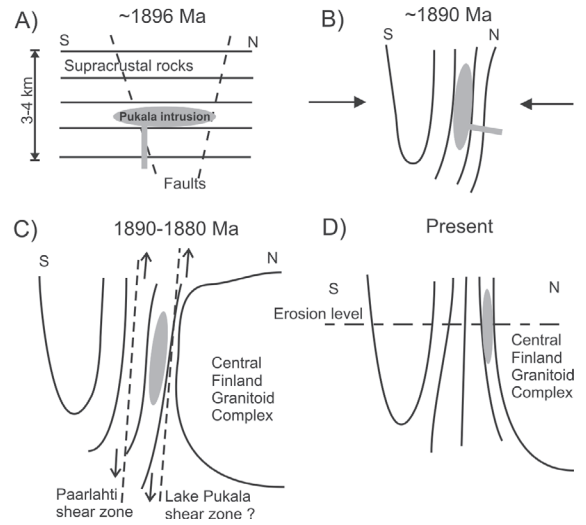 A)
~1896 Ma
S
N
Supracrustal rocks
3-4 km
Pukala intrusion
Faults
B)
~1890 Ma
S
N
C)
1890-1880 Ma
S
N
Central
Finland
Granitoid
Complex
Paarlahti
shear zone
Lake Pukala
shear zone ?
D)
Present
S
N
Erosion level
Central
Finland
Granitoid
Complex